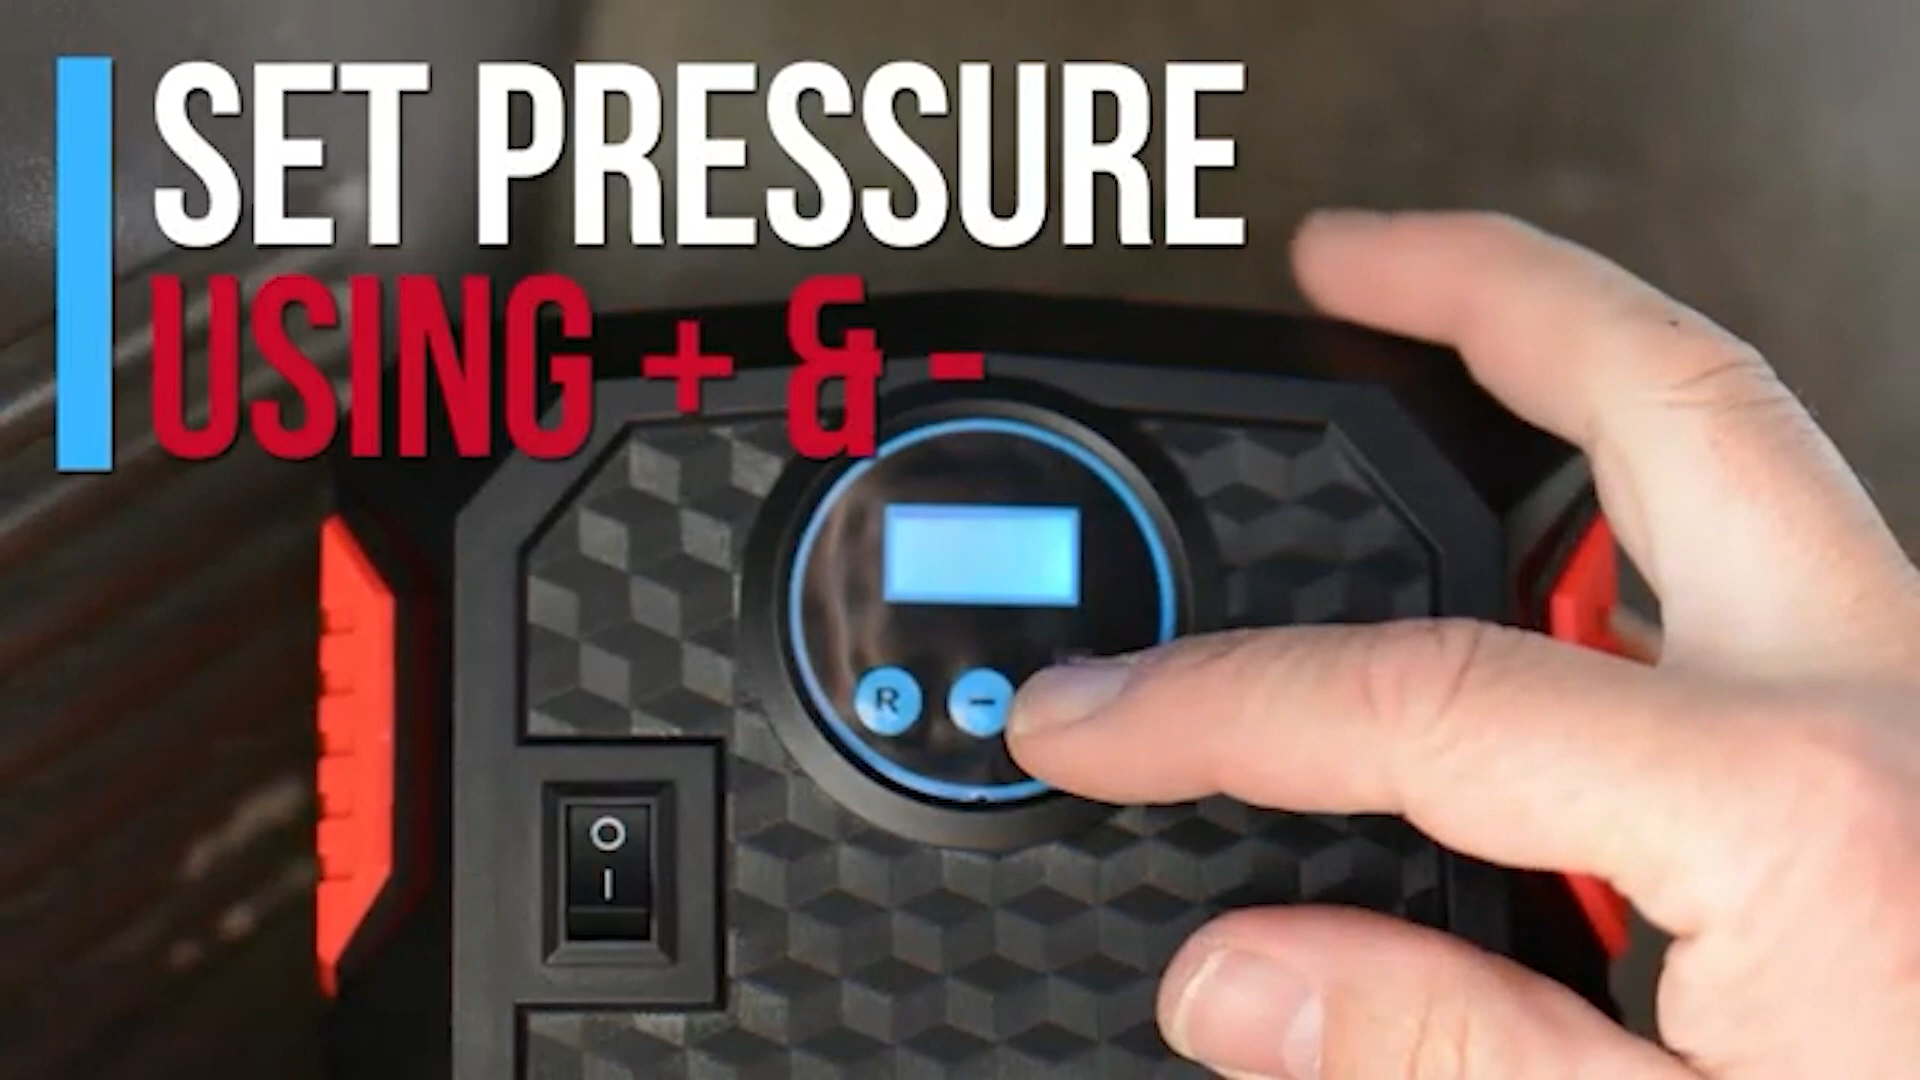 SET PRESSURE
USING + & -
R −
O
I